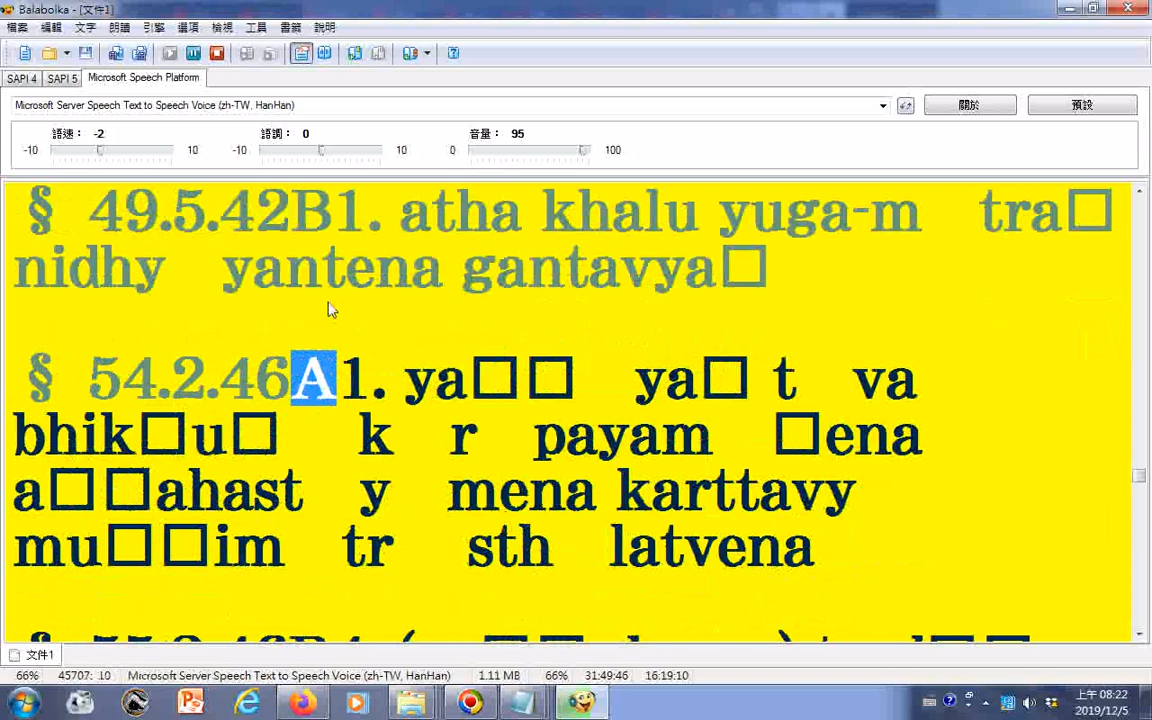 Balabolka - [文件1]
檔案 編輯 文字 朗讀 引擎 選項 檢視 工具 書籤 說明
SAPI 4 SAPI 5 Microsoft Speech Platform
Microsoft Server Speech Text to Speech Voice (zh-TW, HanHan) 關於 預設
語速： -2 語調： 0 音量： 95
-10 10 -10 10 0 100
§ 49.5.42B1. atha khalu yuga-m tra□
nidhy yantena gantavya□
§ 54.2.46A1. ya□□ ya□ t va
bhik□u□ k r payam □ena
a□□ahast y mena karttavy
mu□□im tr sth latvena
文件1
66% 45707: 10 Microsoft Server Speech Text to Speech Voice (zh-TW, HanHan) 1.11 MB 66% 31:49:46 16:19:10
上午 08:22
2019/12/5